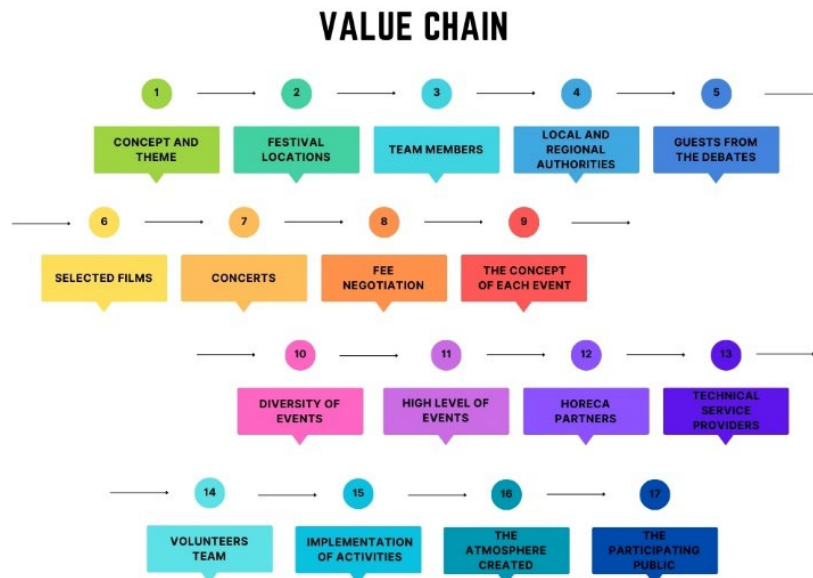 VALUE CHAIN
1
2
3
4
5
CONCEPT AND
THEME
FESTIVAL
LOCATIONS
TEAM MEMBERS
LOCAL AND
REGIONAL
AUTHORITIES
GUESTS FROM
THE DEBATES
6
7
8
9
SELECTED FILMS
CONCERTS
FEE
NEGOTIATION
THE CONCEPT
OF EACH EVENT
10
11
12
13
DIVERSITY OF
EVENTS
HIGH LEVEL OF
EVENTS
HORECA
PARTNERS
TECHNICAL
SERVICE
PROVIDERS
14
15
16
17
VOLUNTEERS
TEAM
IMPLEMENTATION
OF ACTIVITIES
THE
ATMOSPHERE
CREATED
THE
PARTICIPATING
PUBLIC